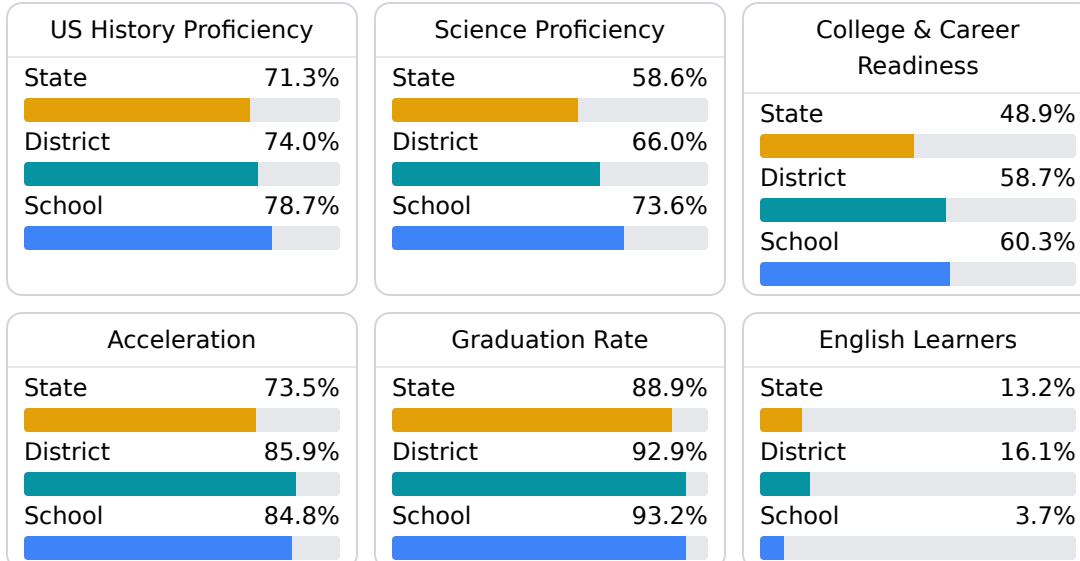 US History Proficiency
State 71.3%
District 74.0%
School 78.7%
Science Proficiency
State 58.6%
District 66.0%
School 73.6%
College & Career
Readiness
State 48.9%
District 58.7%
School 60.3%
Acceleration
State 73.5%
District 85.9%
School 84.8%
Graduation Rate
State 88.9%
District 92.9%
School 93.2%
English Learners
State 13.2%
District 16.1%
School 3.7%